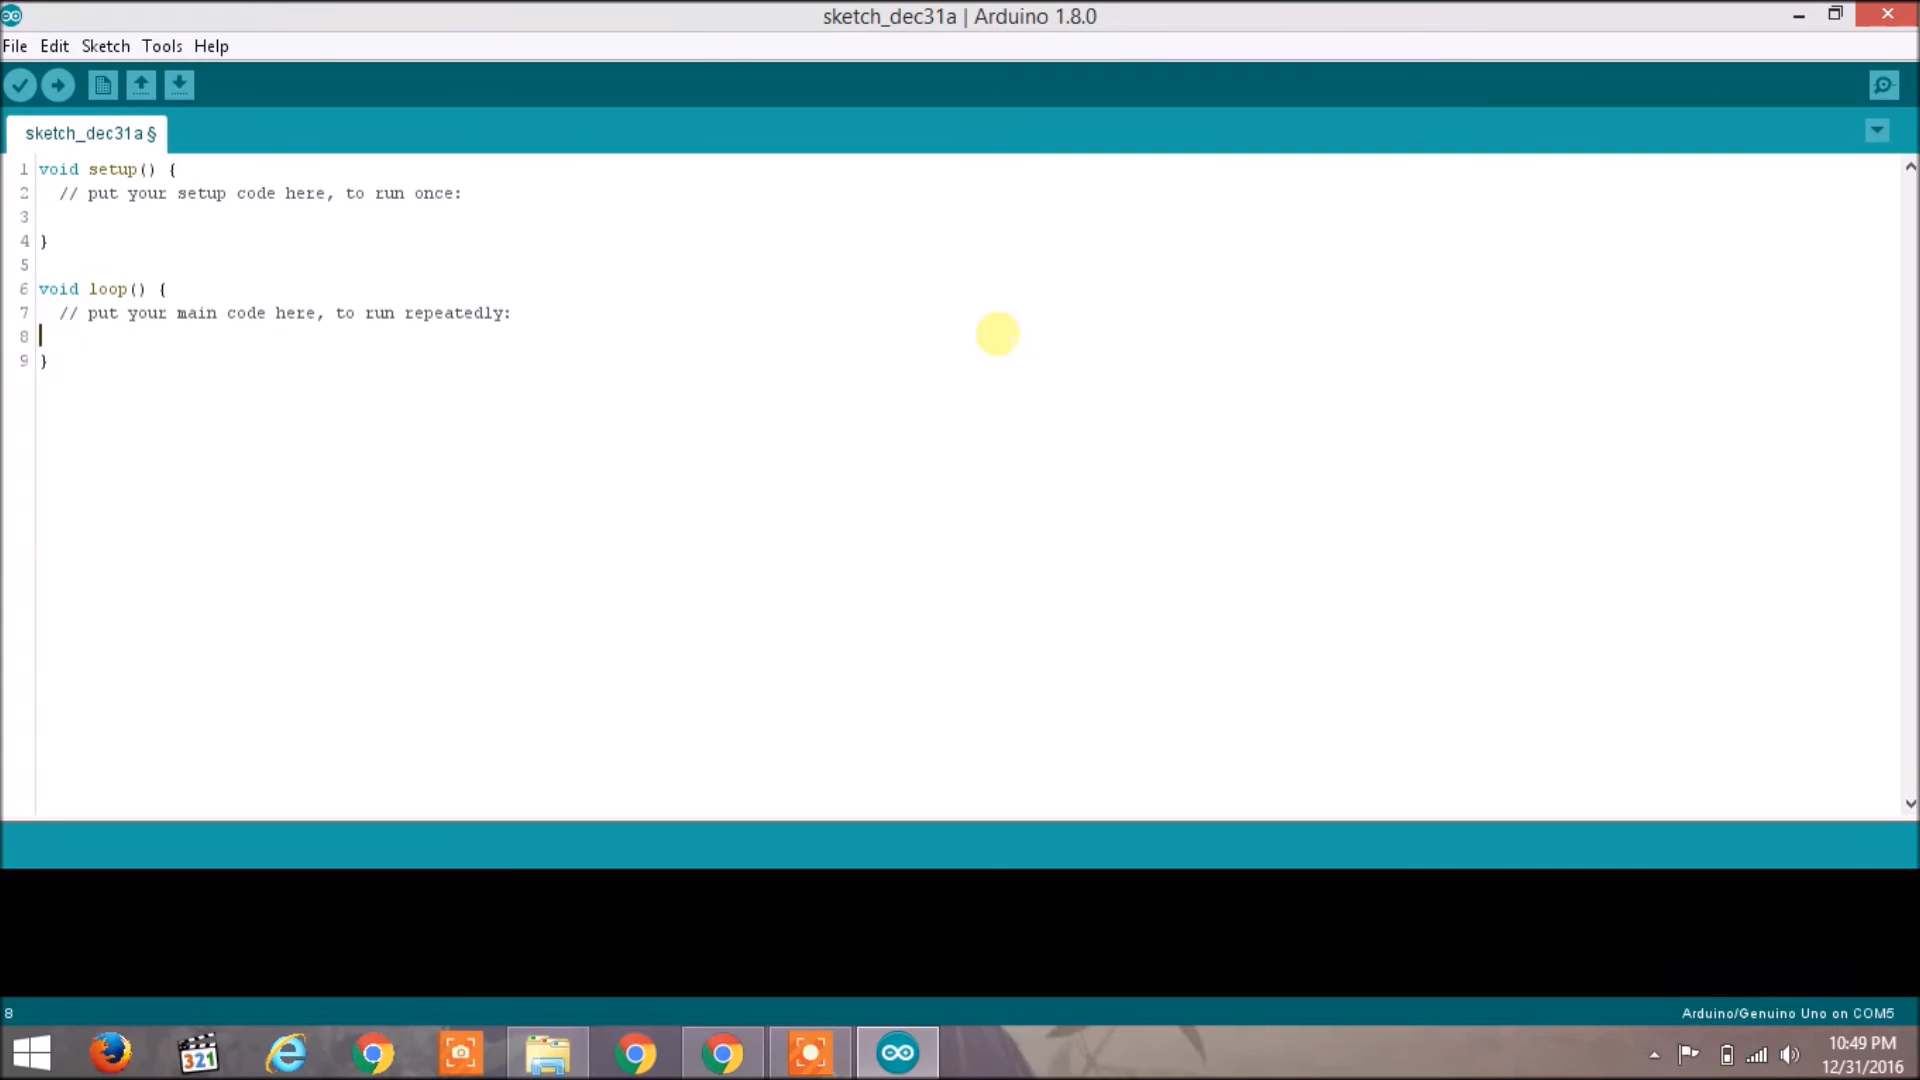 sketch_dec31a | Arduino 1.8.0
File Edit Sketch Tools Help
sketch_dec31a §
1 void setup() {
2   // put your setup code here, to run once:
3
4 }
5
6 void loop() {
7   // put your main code here, to run repeatedly:
8
9 }
8
Arduino/Genuino Uno on COM5
321
10:49 PM
12/31/2016